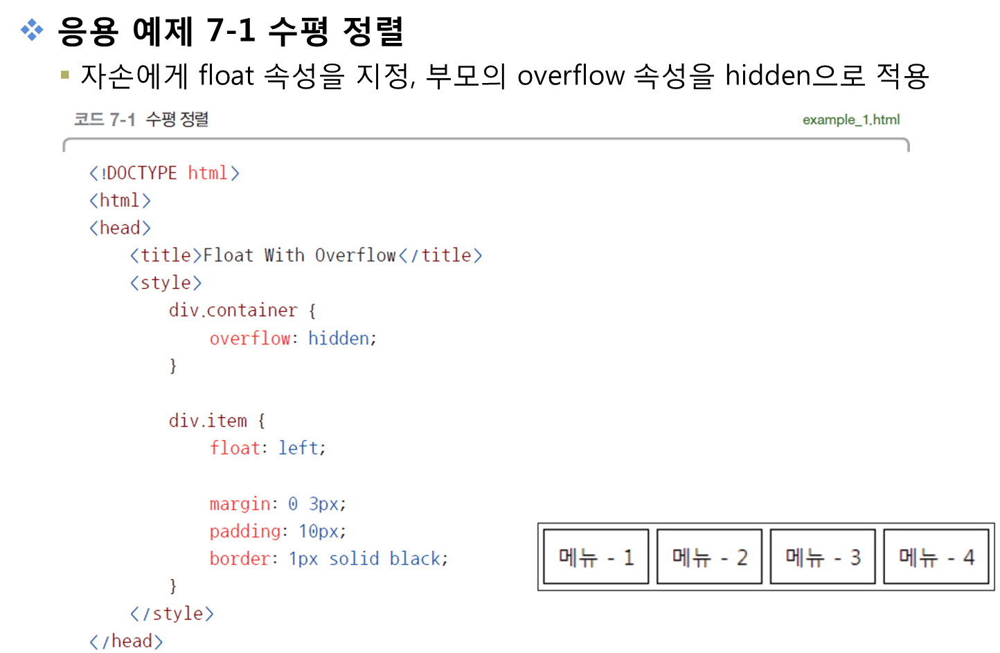 응용 예제 7-1 수평 정렬
자손에게 float 속성을 지정, 부모의 overflow 속성을 hidden으로 적용
코드 7-1 수평 정렬 example_1.html
<!DOCTYPE html>
<html>
<head>
<title>Float With Overflow</title>
<style>
div.container {
overflow: hidden;
}
div.item {
float: left;
margin: 0 3px;
padding: 10px;
border: 1px solid black;
}
</style>
</head>
메뉴 - 1 메뉴 - 2 메뉴 - 3 메뉴 - 4